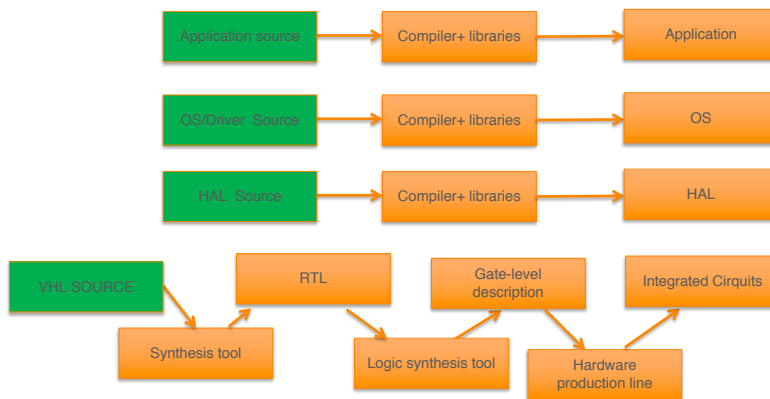 Application source
Compiler+ libraries
Application
OS/Driver Source
Compiler+ libraries
OS
HAL Source
Compiler+ libraries
HAL
VHL SOURCE
Synthesis tool
RTL
Logic synthesis tool
Gate-level
description
Hardware
production line
Integrated Cirquits